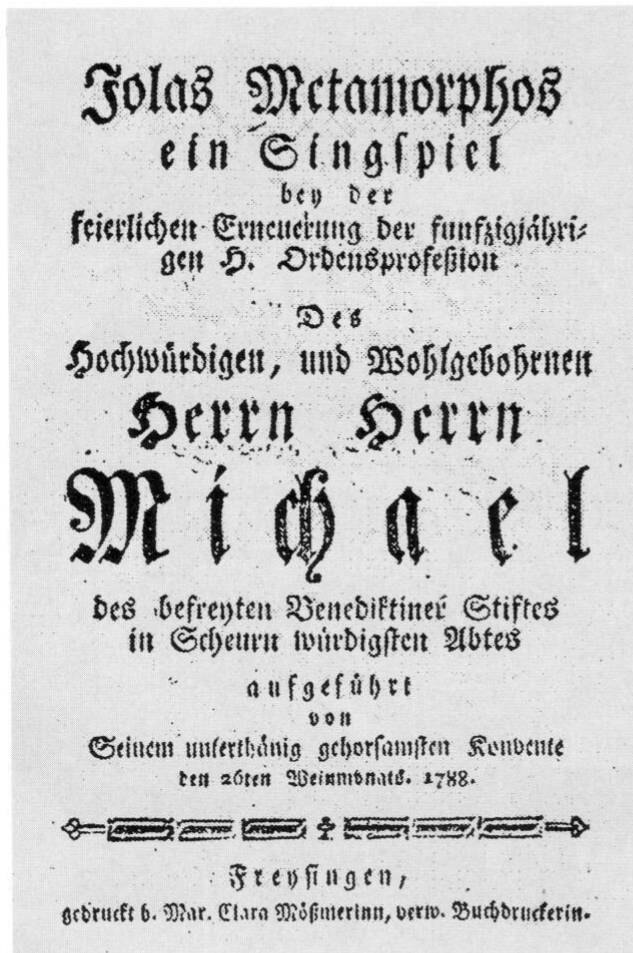 Jolas Metamorphos
ein Singspiel
bey der
feierlichen Erneuerung der funfzigjähri-
gen H. Ordensprofeßion
Des
Hochwürdigen, und Wohlgebohrnen
Herrn Herrn
Michael
des befreyten Benediktiner Stiftes
in Scheurn würdigsten Abtes
aufgeführt
von
Seinem unterthänig gehorsamsten Konvente
den 26ten Weinmonats. 1788.
Freysingen,
gedruckt b. Mar. Clara Mößmerinn, verw. Buchdruckerin.